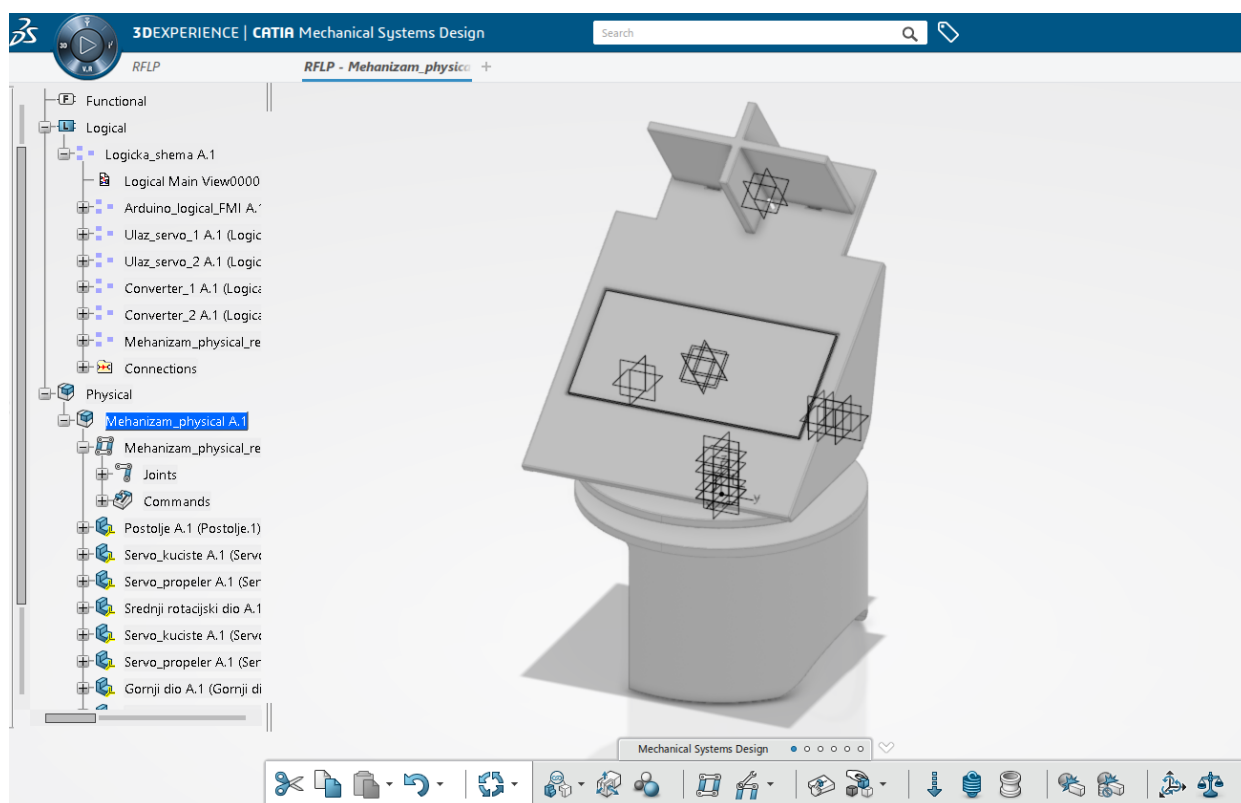 3DEXPERIENCE | CATIA Mechanical Systems Design
Search
3D
V.R
RFLP
RFLP - Mehanizam_physica
Functional
Logical
Logicka_shema A.1
Logical Main View0000
Arduino_logical_FMI A.
Ulaz_servo_1 A.1 (Logic
Ulaz_servo_2 A.1 (Logic
Converter_1 A.1 (Logica
Converter_2 A.1 (Logica
Mehanizam_physical_re
Connections
Physical
Mehanizam_physical A.1
Mehanizam_physical_re
Joints
Commands
Postolje A.1 (Postolje.1)
Servo_kuciste A.1 (Servo
Servo_propeler A.1 (Ser
Srednji rotacijski dio A.1
Servo_kuciste A.1 (Servo
Servo_propeler A.1 (Ser
Gornji dio A.1 (Gornji di
y
Mechanical Systems Design